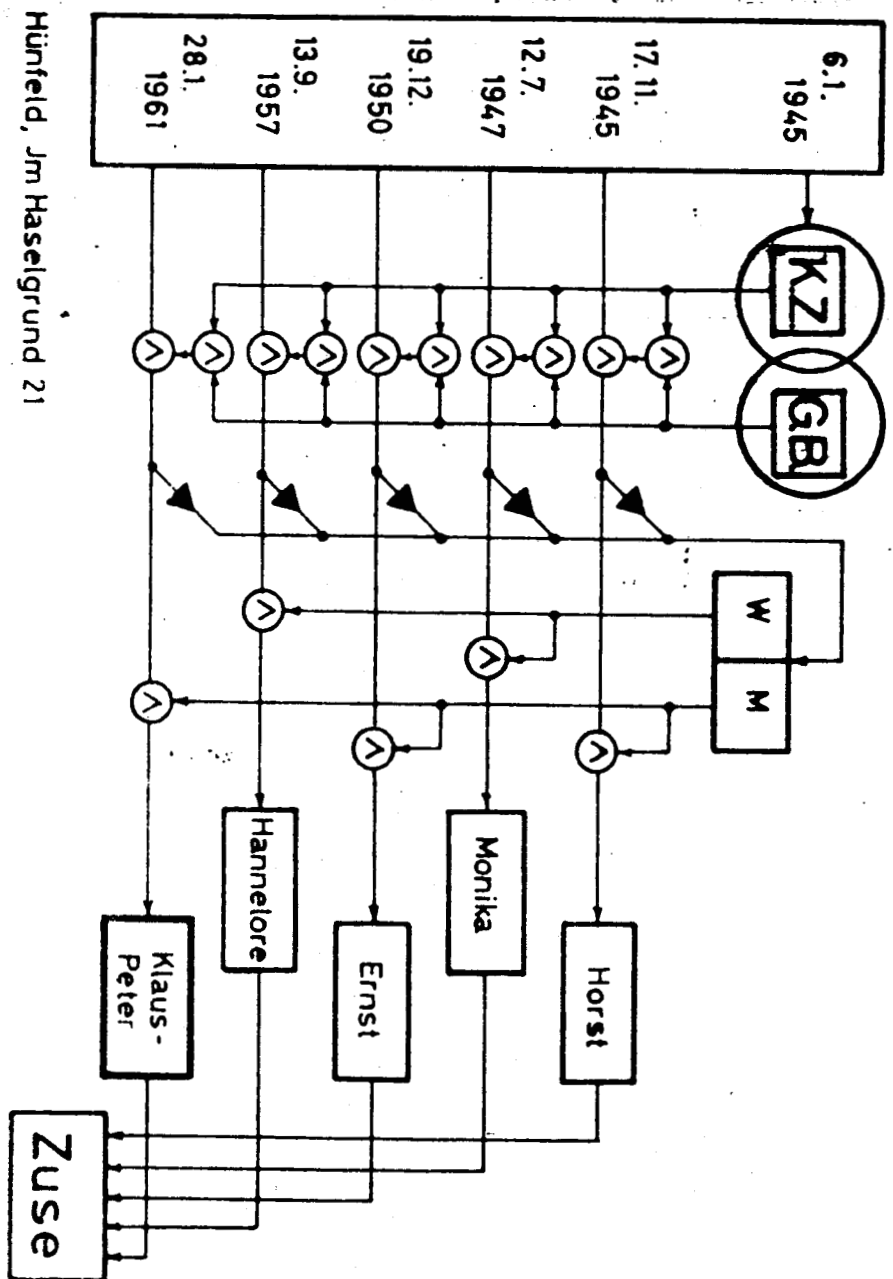 6.1.
1945
KZ
GB
W
M
17.11.
1945
Horst
12.7.
1947
Monika
19.12.
1950
Ernst
13.9.
1957
Hannelore
28.1.
1961
Klaus-
Peter
Zuse
Hünfeld, Jm Haselgrund 21